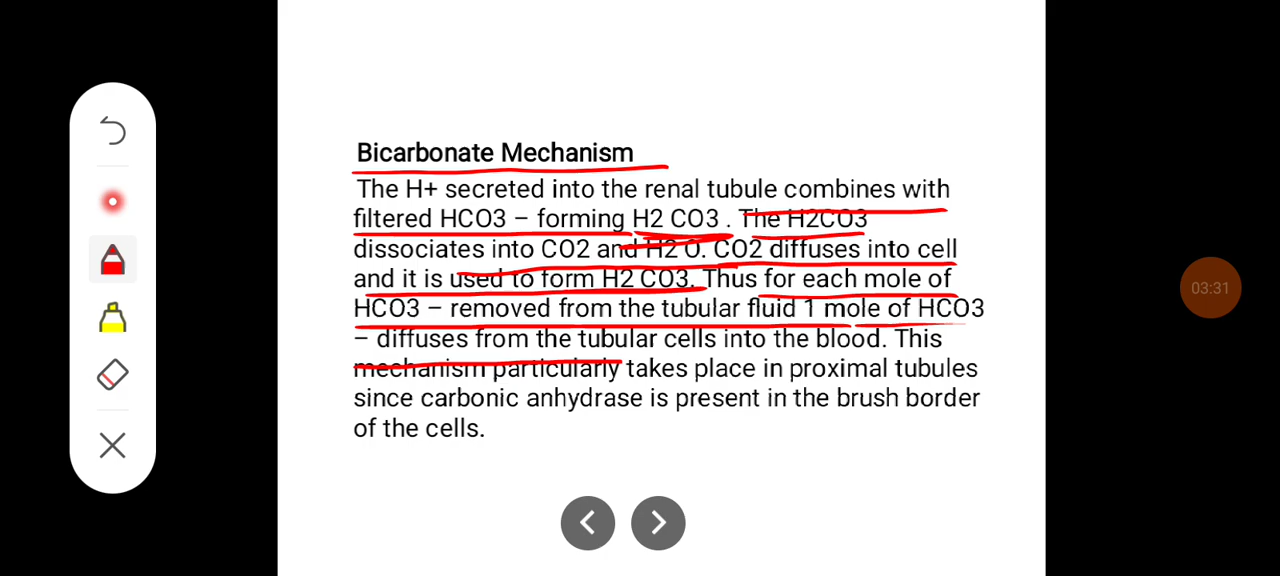 Bicarbonate Mechanism
The H+ secreted into the renal tubule combines with
filtered HCO3 – forming H2 CO3 . The H2CO3
dissociates into CO2 and H2 O. CO2 diffuses into cell
and it is used to form H2 CO3. Thus for each mole of
HCO3 – removed from the tubular fluid 1 mole of HCO3
– diffuses from the tubular cells into the blood. This
mechanism particularly takes place in proximal tubules
since carbonic anhydrase is present in the brush border
of the cells.
03:31